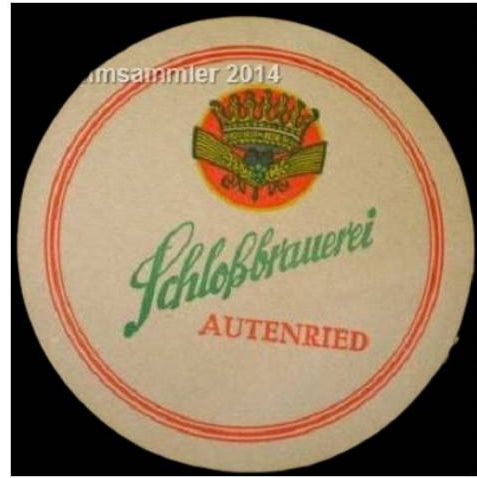 msammler 2014
Schloßbrauerei
AUTENRIED